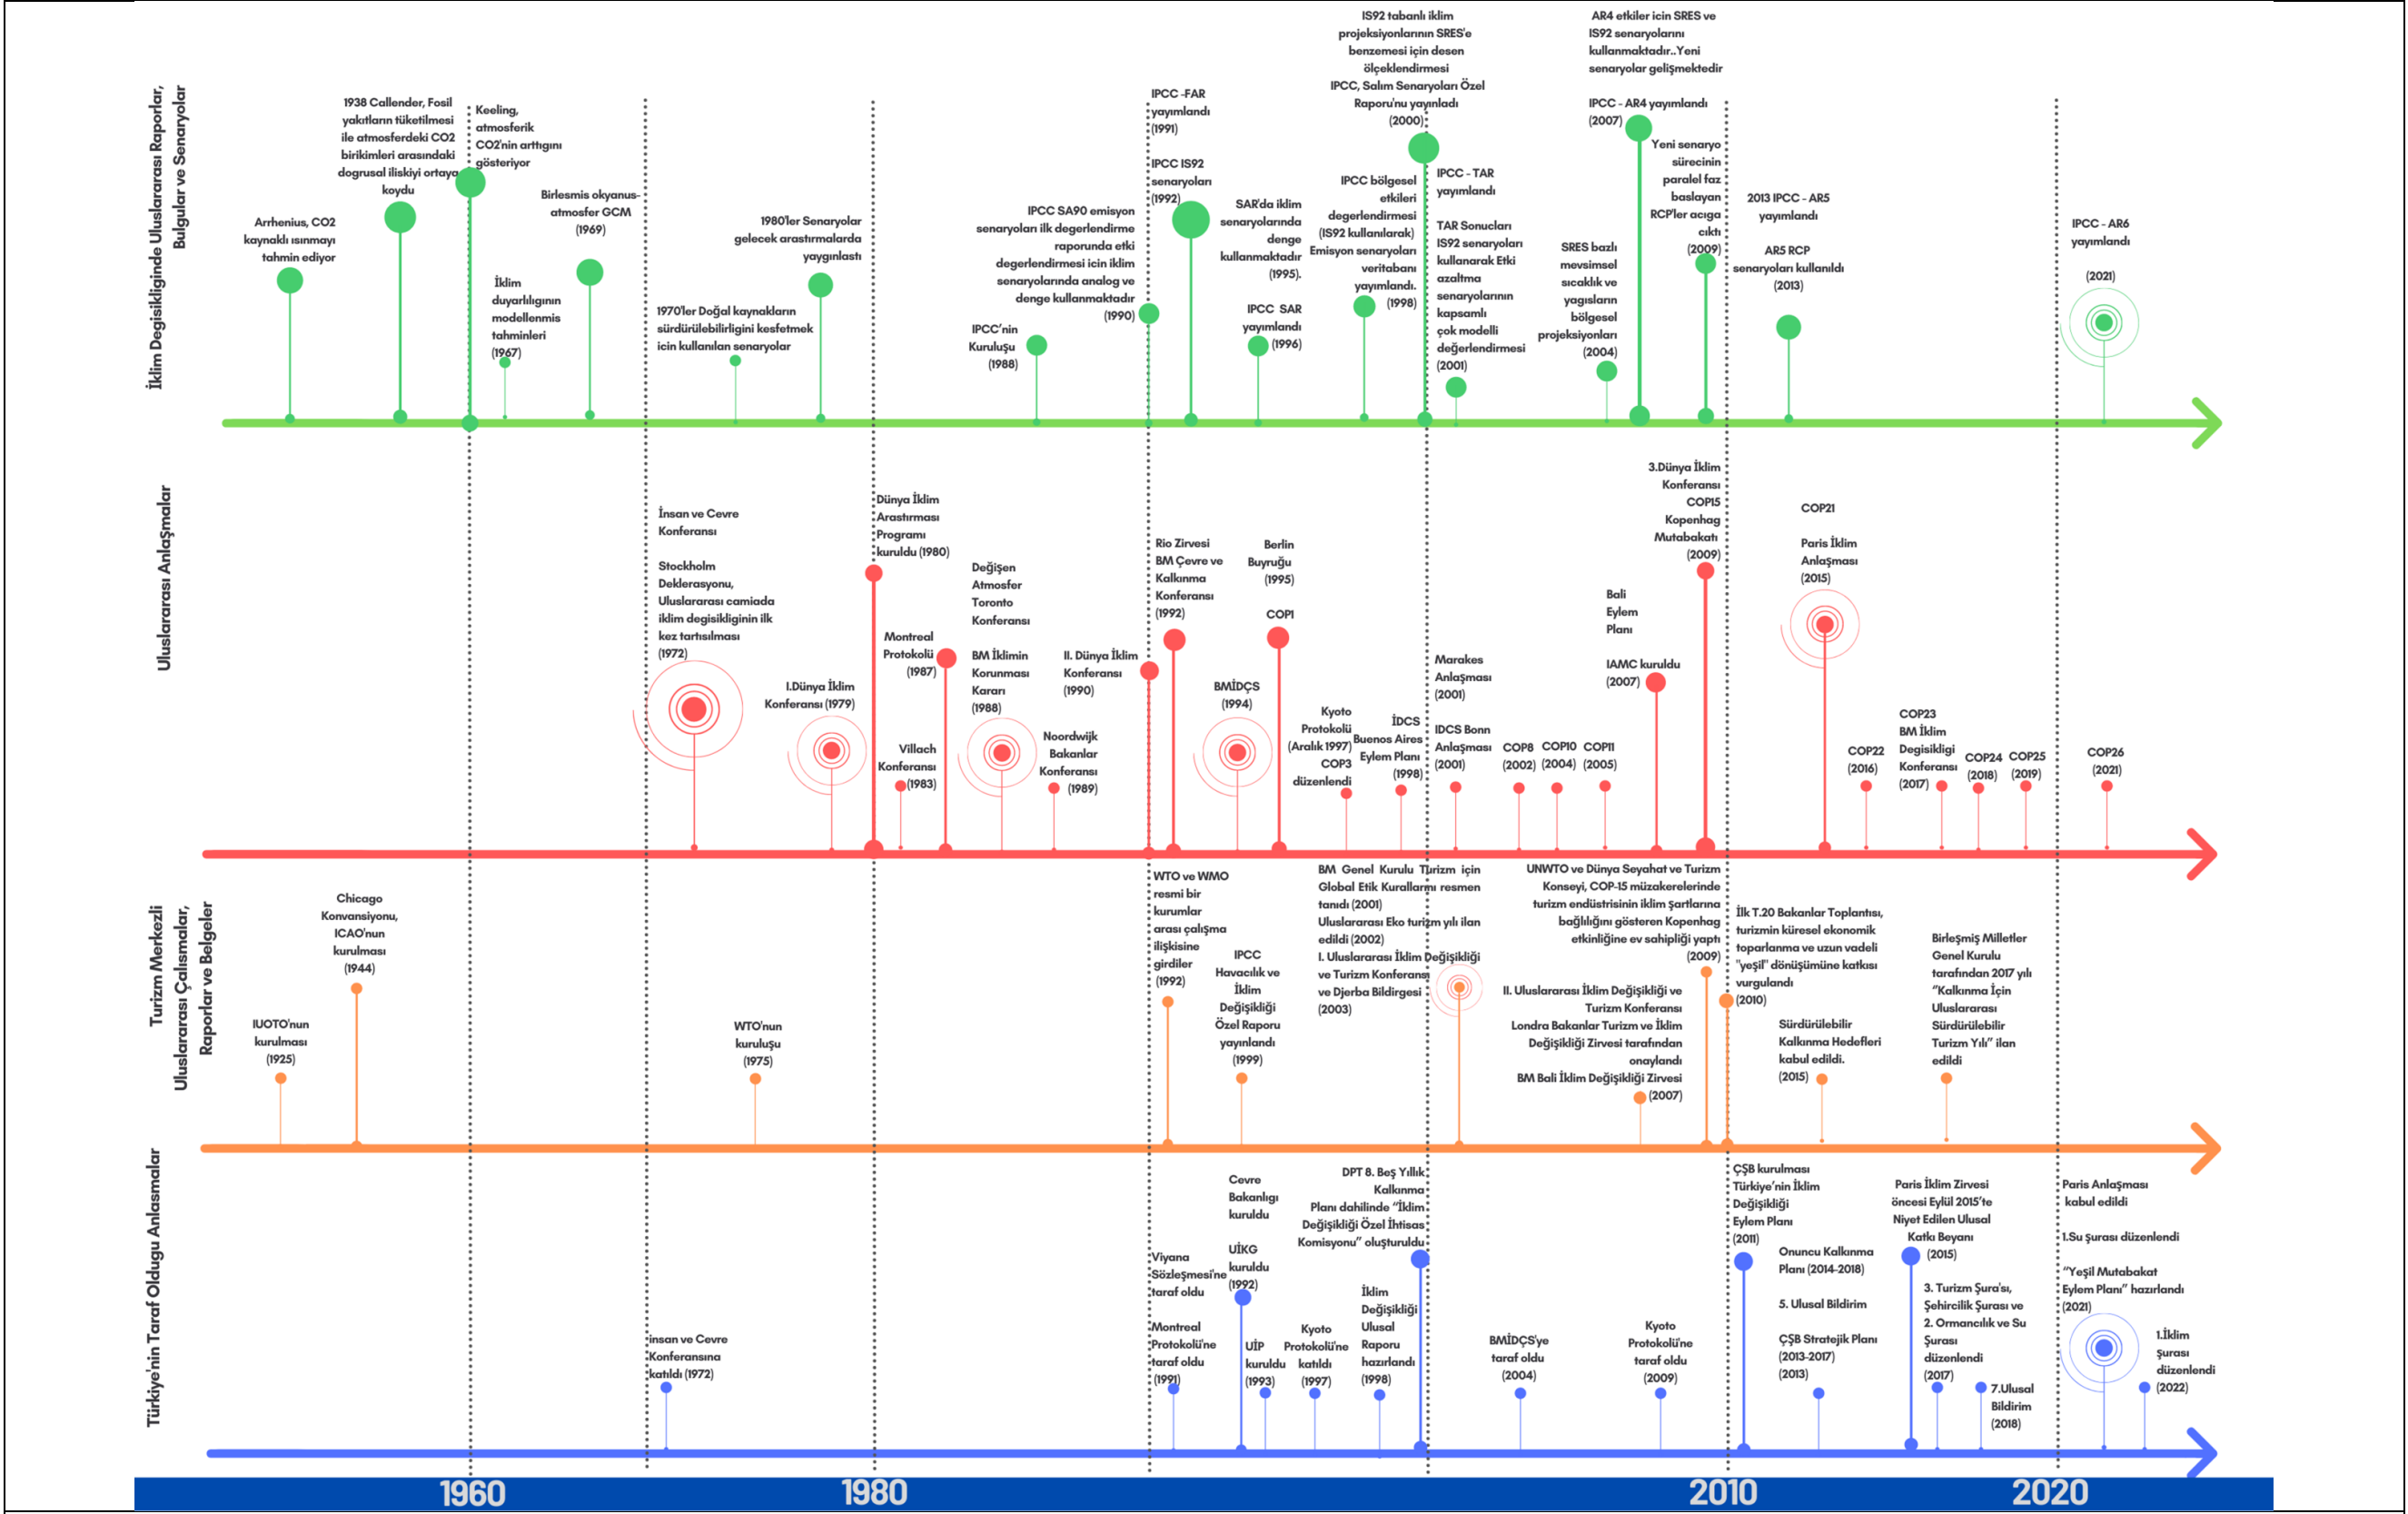 İklim Degisikliginde Uluslararası Raporlar,
Bulgular ve Senaryolar
Arrhenius, CO2
kaynaklı ısınmayı
tahmin ediyor
1938 Callender, Fosil
yakıtların tüketilmesi
ile atmosferdeki CO2
birikimleri arasındaki
dogrusal iliskiyi ortaya
koydu
Keeling,
atmosferik
CO2'nin arttıgını
gösteriyor
İklim
duyarlılıgının
modellenmis
tahminleri
(1967)
Birlesmis okyanus-
atmosfer GCM
(1969)
1970'ler Doğal kaynakların
sürdürülebilirligini kesfetmek
icin kullanılan senaryolar
1980'ler Senaryolar
gelecek arastırmalarda
yaygınlastı
IPCC'nin
Kuruluşu
(1988)
IPCC SA90 emisyon
senaryoları ilk degerlendirme
raporunda etki
degerlendirmesi icin iklim
senaryolarında analog ve
denge kullanmaktadır
(1990)
IPCC -FAR
yayımlandı
(1991)
IPCC IS92
senaryoları
(1992)
SAR'da iklim
senaryolarında
denge
kullanmaktadır
(1995).
IPCC SAR
yayımlandı
(1996)
IPCC bölgesel
etkileri
degerlendirmesi
(IS92 kullanılarak)
Emisyon senaryoları
veritabanı
yayımlandı.
(1998)
IS92 tabanlı iklim
projeksiyonlarının SRES'e
benzemesi için desen
ölçeklendirmesi
IPCC, Salım Senaryoları Özel
Raporu'nu yayınladı
(2000)
IPCC - TAR
yayımlandı
TAR Sonucları
IS92 senaryoları
kullanarak Etki
azaltma
senaryolarının
kapsamlı
çok modelli
değerlendirmesi
(2001)
SRES bazlı
mevsimsel
sıcaklık ve
yagısların
bölgesel
projeksiyonları
(2004)
AR4 etkiler icin SRES ve
IS92 senaryolarını
kullanmaktadır..Yeni
senaryolar gelişmektedir
IPCC - AR4 yayımlandı
(2007)
Yeni senaryo
sürecinin
paralel faz
baslayan
RCP'ler acıga
cıktı
(2009)
2013 IPCC - AR5
yayımlandı
AR5 RCP
senaryoları kullanıldı
(2013)
IPCC - AR6
yayımlandı
(2021)
Uluslararası Anlaşmalar
İnsan ve Cevre
Konferansı
Stockholm
Deklerasyonu,
Uluslararası camiada
iklim degisikliginin ilk
kez tartısılması
(1972)
I.Dünya İklim
Konferansı (1979)
Dünya İklim
Arastırması
Programı
kuruldu (1980)
Villach
Konferansı
(1983)
Montreal
Protokolü
(1987)
Değişen
Atmosfer
Toronto
Konferansı
BM İklimin
Korunması
Kararı
(1988)
Noordwijk
Bakanlar
Konferansı
(1989)
II. Dünya İklim
Konferansı
(1990)
Rio Zirvesi
BM Çevre ve
Kalkınma
Konferansı
(1992)
BMİDÇS
(1994)
Berlin
Buyruğu
(1995)
COP1
Kyoto
Protokolü
(Aralık 1997)
COP3
düzenlendi
İDCS
Buenos Aires
Eylem Planı
(1998)
Marakes
Anlaşması
(2001)
IDCS Bonn
Anlaşması
(2001)
COP8
(2002)
COP10
(2004)
COP11
(2005)
Bali
Eylem
Planı
IAMC kuruldu
(2007)
3.Dünya İklim
Konferansı
COP15
Kopenhag
Mutabakatı
(2009)
COP21
Paris İklim
Anlaşması
(2015)
COP22
(2016)
COP23
BM İklim
Degisikligi
Konferansı
(2017)
COP24
(2018)
COP25
(2019)
COP26
(2021)
Turizm Merkezli
Uluslararası Çalısmalar,
Raporlar ve Belgeler
IUOTO'nun
kurulması
(1925)
Chicago
Konvansiyonu,
ICAO'nun
kurulması
(1944)
WTO'nun
kuruluşu
(1975)
WTO ve WMO
resmi bir
kurumlar
arası çalışma
ilişkisine
girdiler
(1992)
IPCC
Havacılık ve
İklim
Değişikliği
Özel Raporu
yayınlandı
(1999)
BM Genel Kurulu Turizm için
Global Etik Kurallarını resmen
tanıdı (2001)
Uluslararası Eko turizm yılı ilan
edildi (2002)
I. Uluslararası İklim Değişikliği
ve Turizm Konferansı
ve Djerba Bildirgesi
(2003)
II. Uluslararası İklim Değişikliği ve
Turizm Konferansı
Londra Bakanlar Turizm ve İklim
Değişikliği Zirvesi tarafından
onaylandı
BM Bali İklim Değişikliği Zirvesi
(2007)
UNWTO ve Dünya Seyahat ve Turizm
Konseyi, COP-15 müzakerelerinde
turizm endüstrisinin iklim şartlarına
bağlılığını gösteren Kopenhag
etkinliğine ev sahipliği yaptı
(2009)
İlk T.20 Bakanlar Toplantısı,
turizmin küresel ekonomik
toparlanma ve uzun vadeli
"yeşil" dönüşümüne katkısı
vurgulandı
(2010)
Sürdürülebilir
Kalkınma Hedefleri
kabul edildi.
(2015)
Birleşmiş Milletler
Genel Kurulu
tarafından 2017 yılı
"Kalkınma İçin
Uluslararası
Sürdürülebilir
Turizm Yılı" ilan
edildi
Türkiye'nin Taraf Oldugu Anlasmalar
insan ve Cevre
Konferansına
katıldı (1972)
Viyana
Sözleşmesi'ne
taraf oldu
Montreal
Protokolü'ne
taraf oldu
(1991)
Cevre
Bakanlıgı
kuruldu
UİKG
kuruldu
(1992)
UİP
kuruldu
(1993)
Kyoto
Protokolü'ne
katıldı
(1997)
İklim
Değişikliği
Ulusal
Raporu
hazırlandı
(1998)
DPT 8. Beş Yıllık
Kalkınma
Planı dahilinde "İklim
Değişikliği Özel İhtisas
Komisyonu" oluşturuldu
BMİDÇS'ye
taraf oldu
(2004)
Kyoto
Protokolü'ne
taraf oldu
(2009)
ÇŞB kurulması
Türkiye'nin İklim
Değişikliği
Eylem Planı
(2011)
Onuncu Kalkınma
Planı (2014-2018)
5. Ulusal Bildirim
ÇŞB Stratejik Planı
(2013-2017)
(2013)
Paris İklim Zirvesi
öncesi Eylül 2015'te
Niyet Edilen Ulusal
Katkı Beyanı
(2015)
3. Turizm Şura'sı,
Şehircilik Şurası ve
2. Ormancılık ve Su
Şurası
düzenlendi
(2017)
7.Ulusal
Bildirim
(2018)
Paris Anlaşması
kabul edildi
1.Su şurası düzenlendi
"Yeşil Mutabakat
Eylem Planı" hazırlandı
(2021)
1.İklim
şurası
düzenlendi
(2022)
1960
1980
2010
2020